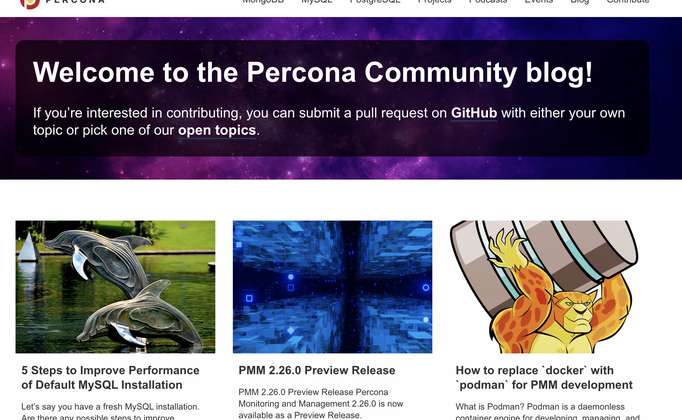 PERCONA
MongoDB MySQL PostgreSQL Projects Podcasts Events Blog Contribute
Welcome to the Percona Community blog!
If you’re interested in contributing, you can submit a pull request on GitHub with either your own
topic or pick one of our open topics.
5 Steps to Improve Performance
of Default MySQL Installation
Let’s say you have a fresh MySQL installation.
Are there any possible steps to improve
PMM 2.26.0 Preview Release
PMM 2.26.0 Preview Release Percona
Monitoring and Management 2.26.0 is now
available as a Preview Release.
How to replace `docker` with
`podman` for PMM development
What is Podman? Podman is a daemonless
container engine for developing, managing, and